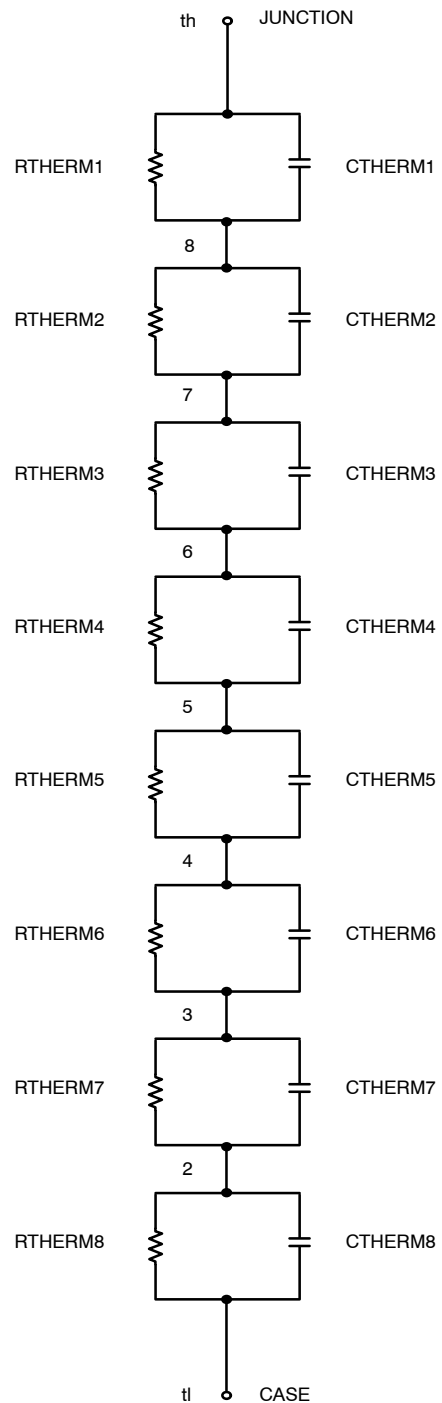 th JUNCTION
RTHERM1 CTHERM1
8
RTHERM2 CTHERM2
7
RTHERM3 CTHERM3
6
RTHERM4 CTHERM4
5
RTHERM5 CTHERM5
4
RTHERM6 CTHERM6
3
RTHERM7 CTHERM7
2
RTHERM8 CTHERM8
tl CASE